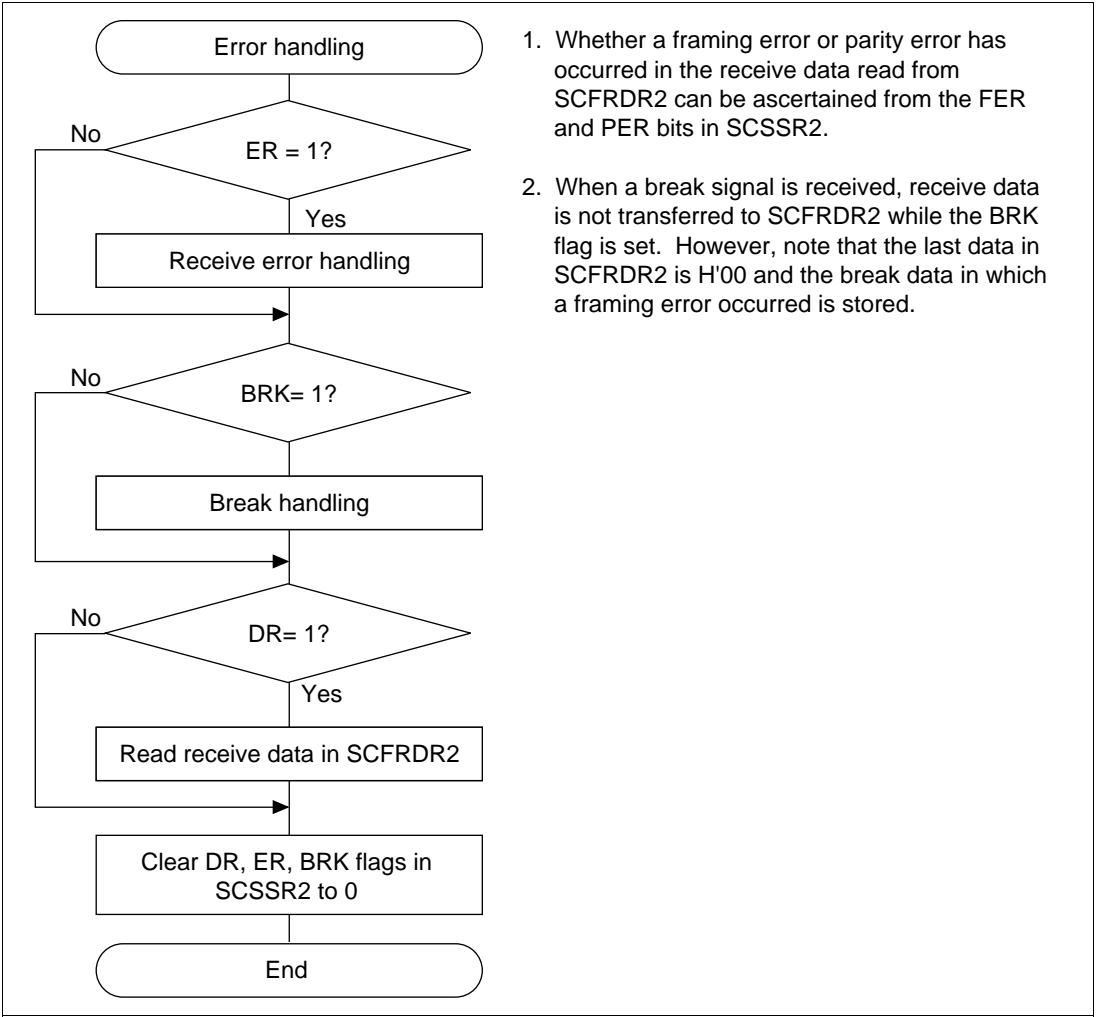 Error handling
No
ER = 1?
Yes
Receive error handling
No
BRK= 1?
Break handling
No
DR= 1?
Yes
Read receive data in SCFRDR2
Clear DR, ER, BRK flags in
SCSSR2 to 0
End
1. Whether a framing error or parity error has
occurred in the receive data read from
SCFRDR2 can be ascertained from the FER
and PER bits in SCSSR2.
2. When a break signal is received, receive data
is not transferred to SCFRDR2 while the BRK
flag is set. However, note that the last data in
SCFRDR2 is H'00 and the break data in which
a framing error occurred is stored.